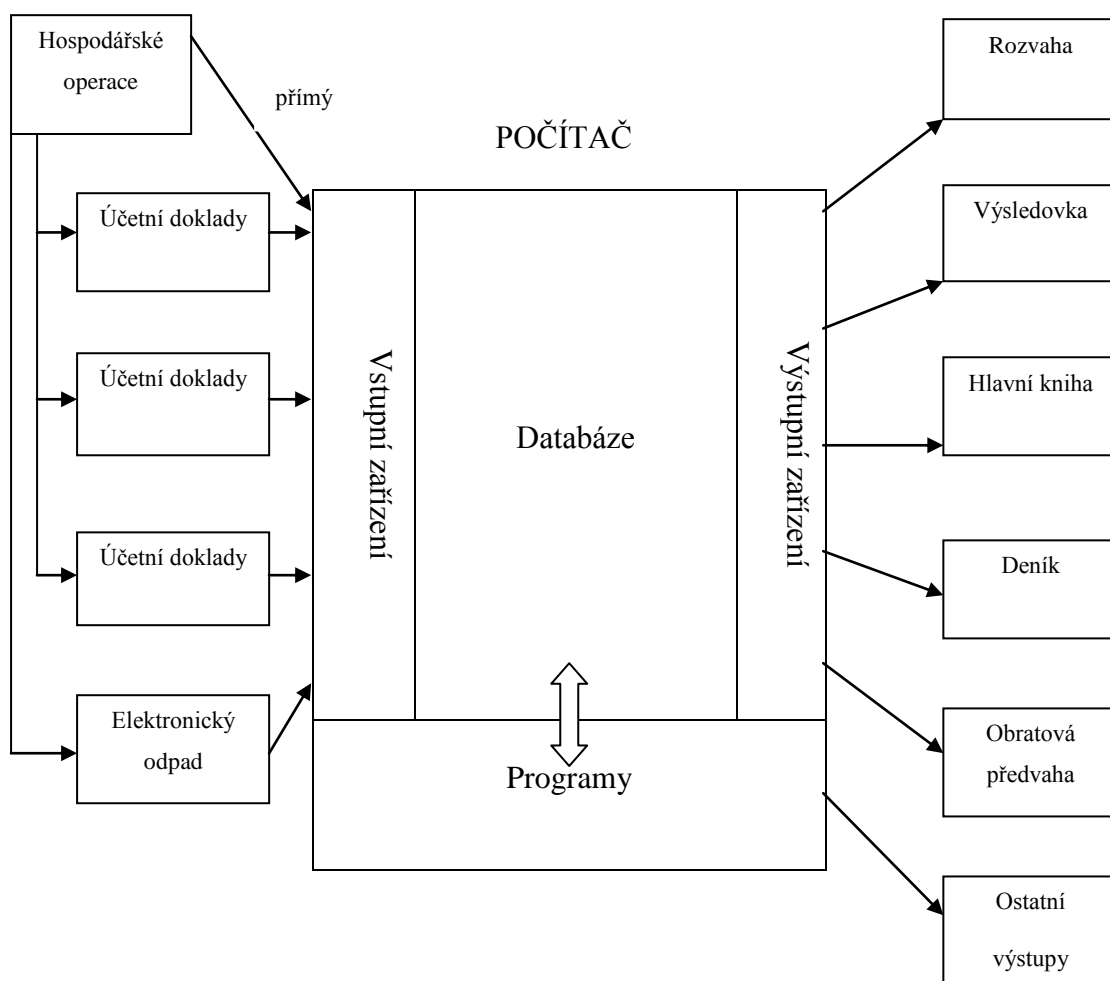 Hospodářské
operace
přímý
POČÍTAČ
Účetní doklady
Účetní doklady
Účetní doklady
Elektronický
odpad
Vstupní zařízení
Databáze
Programy
Výstupní zařízení
Rozvaha
Výsledovka
Hlavní kniha
Deník
Obratová
předvaha
Ostatní
výstupy